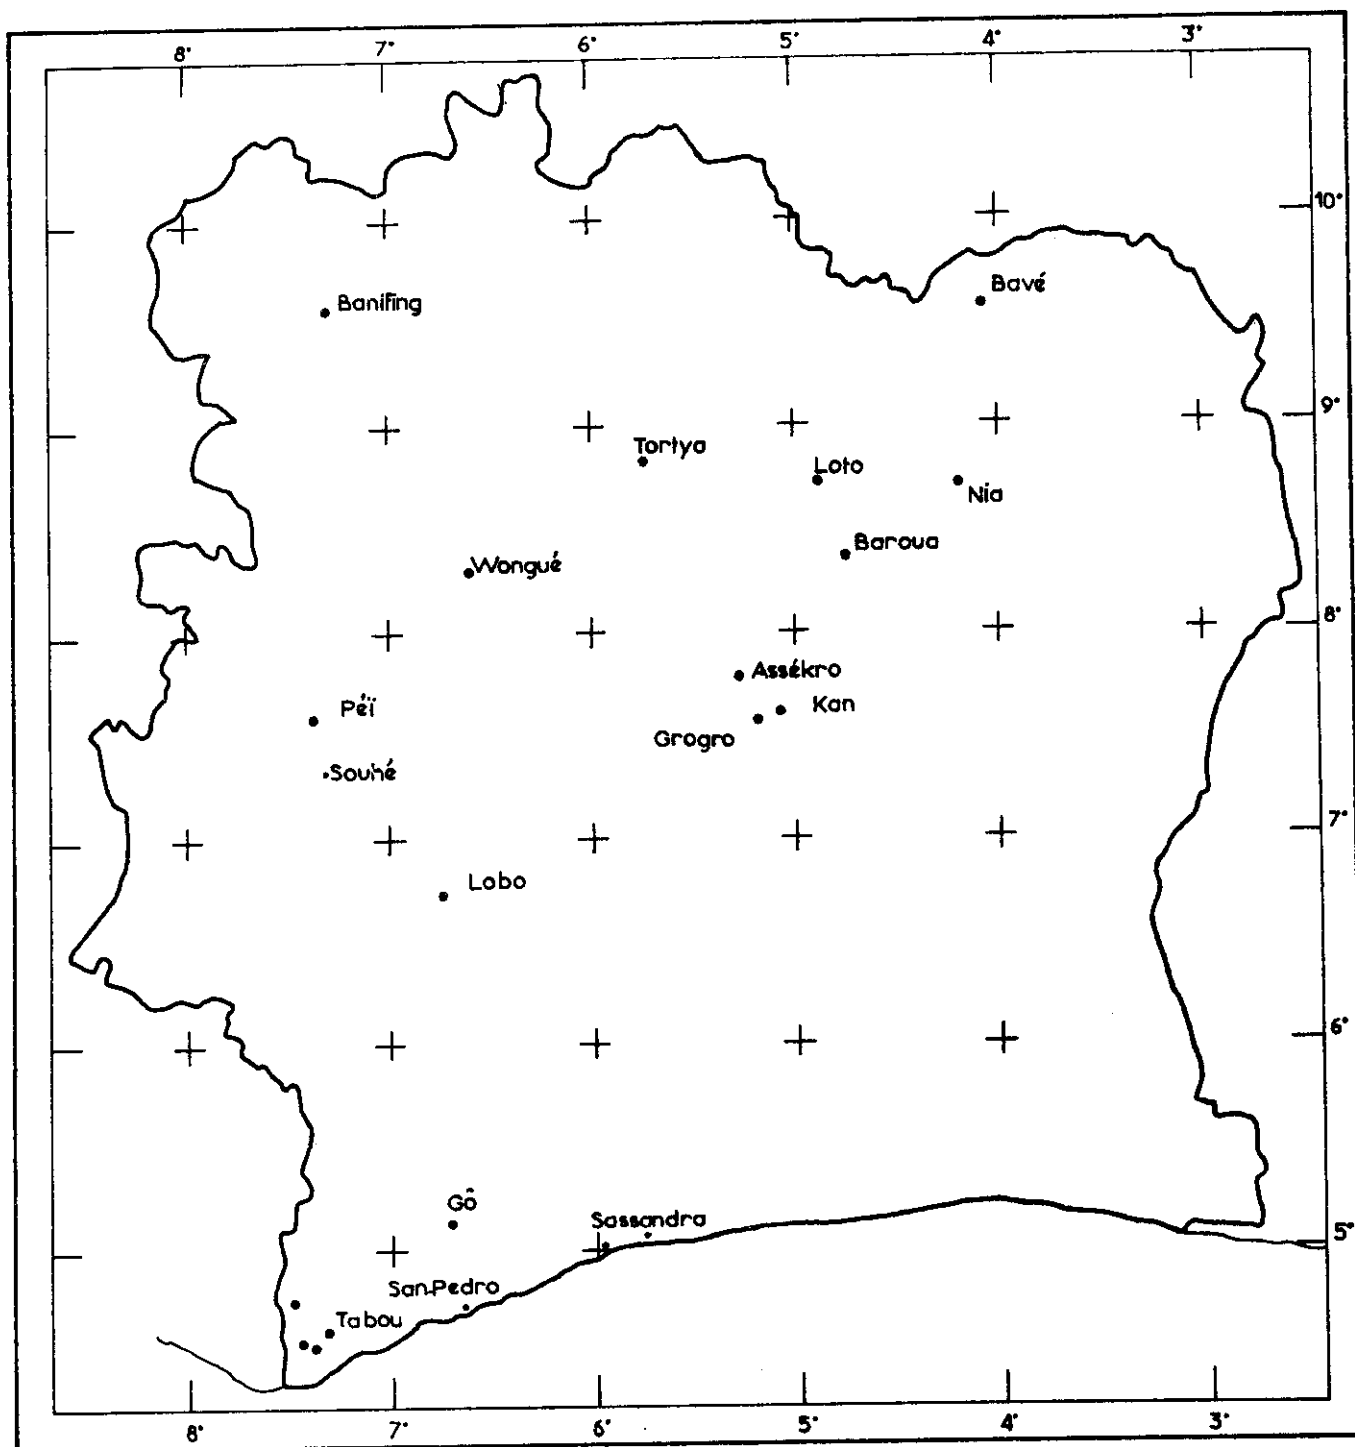 8° 7° 6° 5° 4° 3°
10°
Bavé
Banifing
9°
Tortya
Loto
Nia
Baroua
Wongué
8°
Assékro
Péï
Kan
Grogro
Souhé
7°
Lobo
6°
Gô
Sassandra
5°
San-Pedro
Tabou
8° 7° 6° 5° 4° 3°